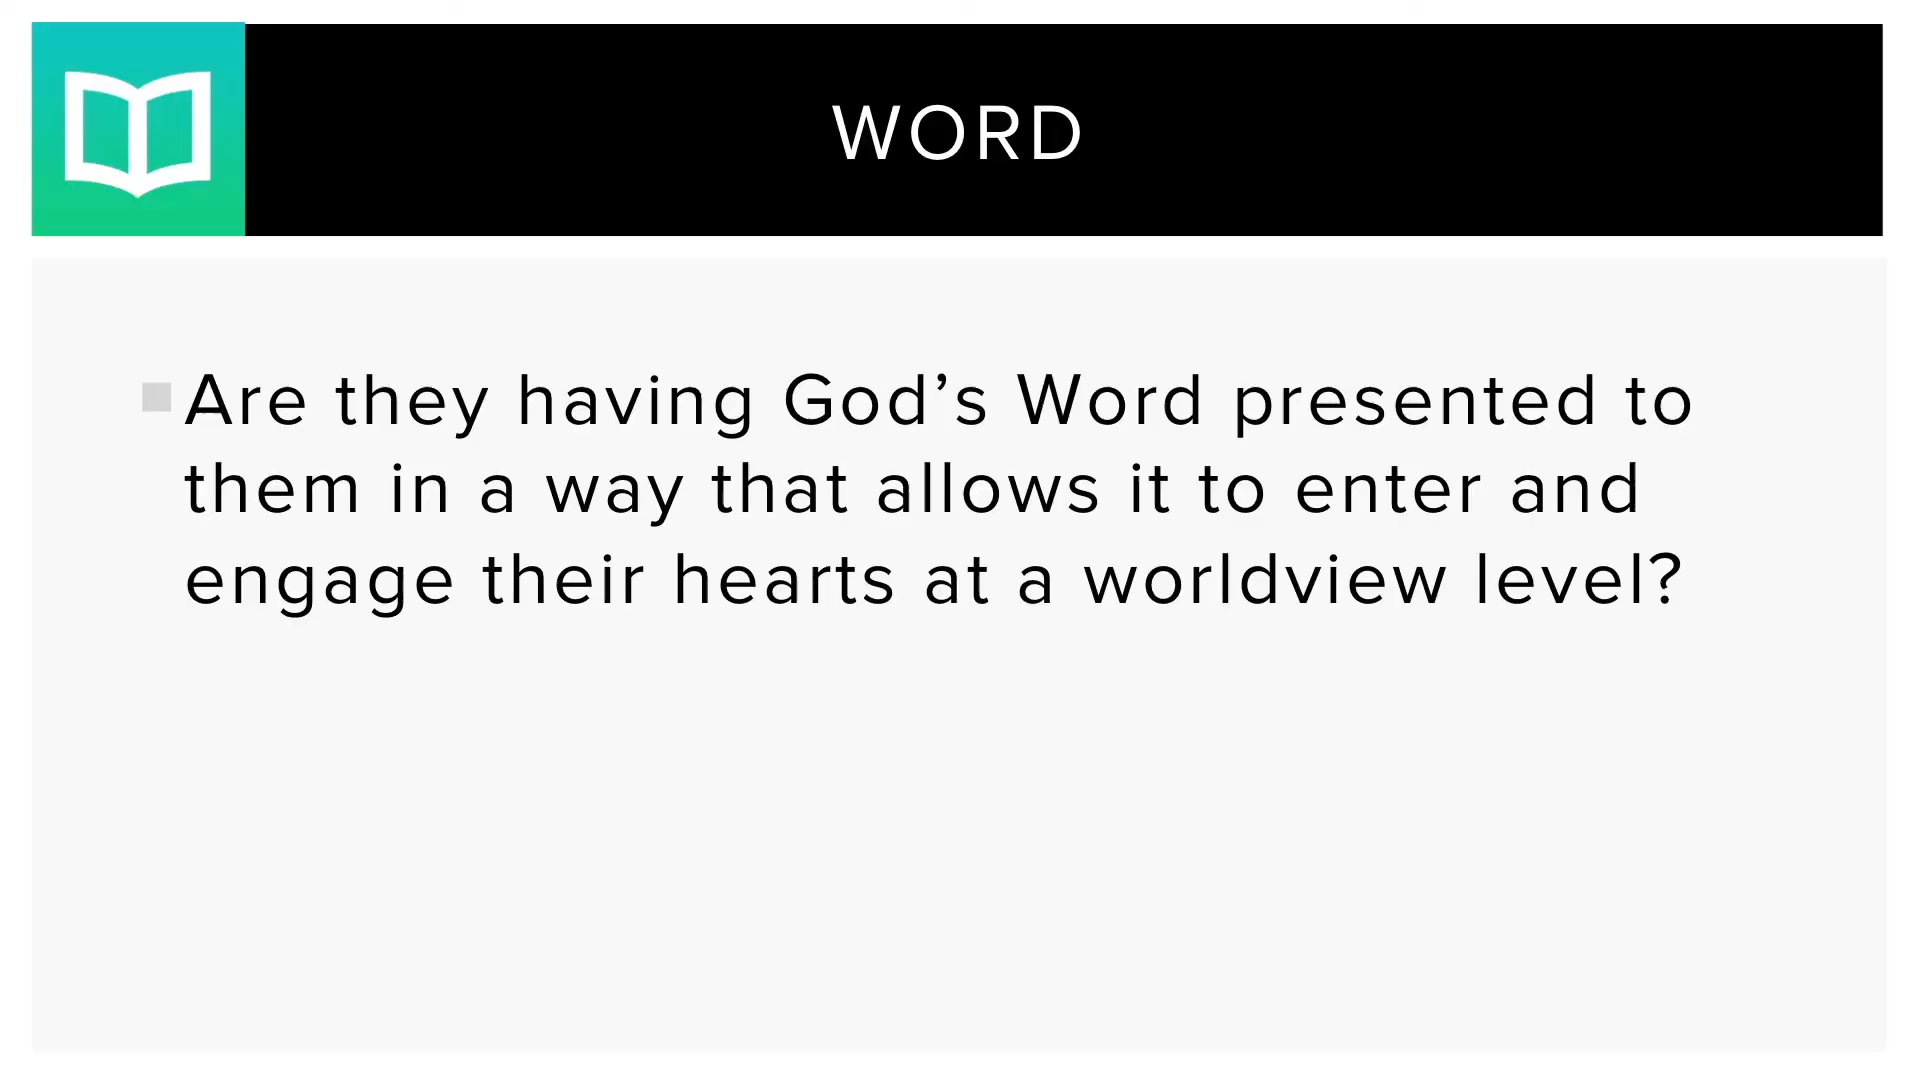 WORD
Are they having God’s Word presented to
them in a way that allows it to enter and
engage their hearts at a worldview level?